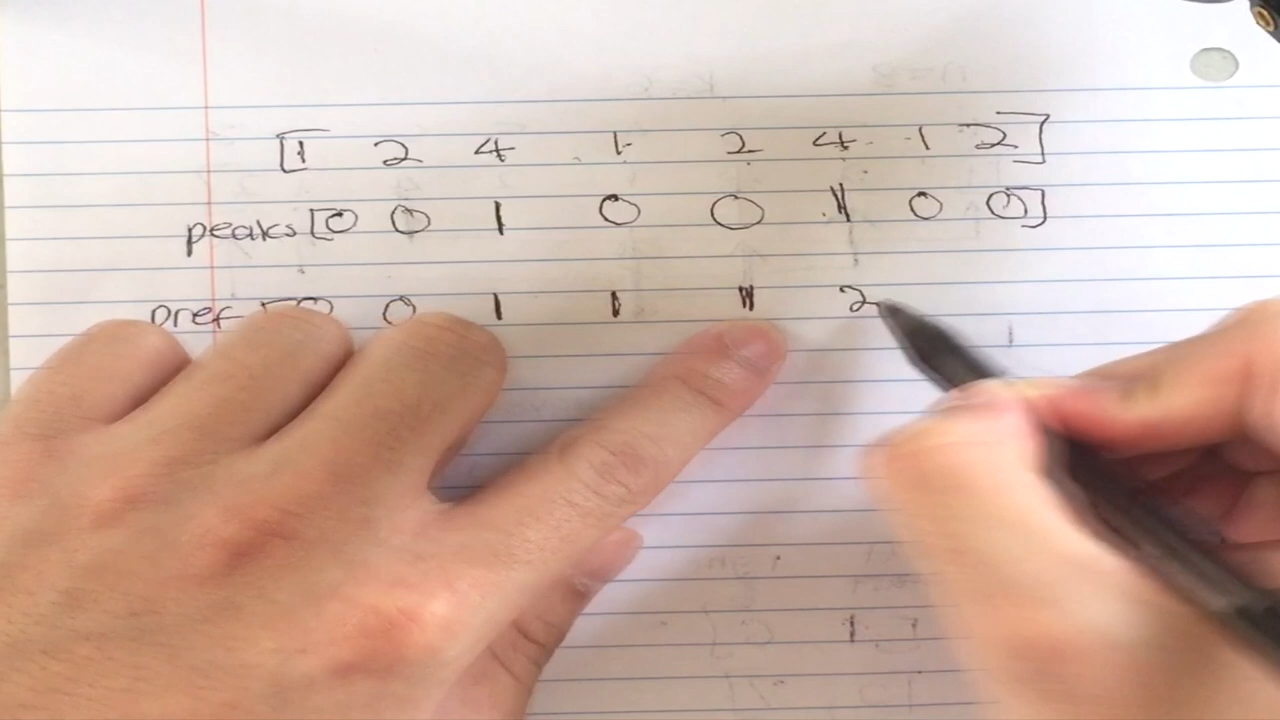 [1 2 4 1 2 4 1 2]
peaks [0 0 1 0 0 1 0 0]
pref [0 0 1 1 1 2